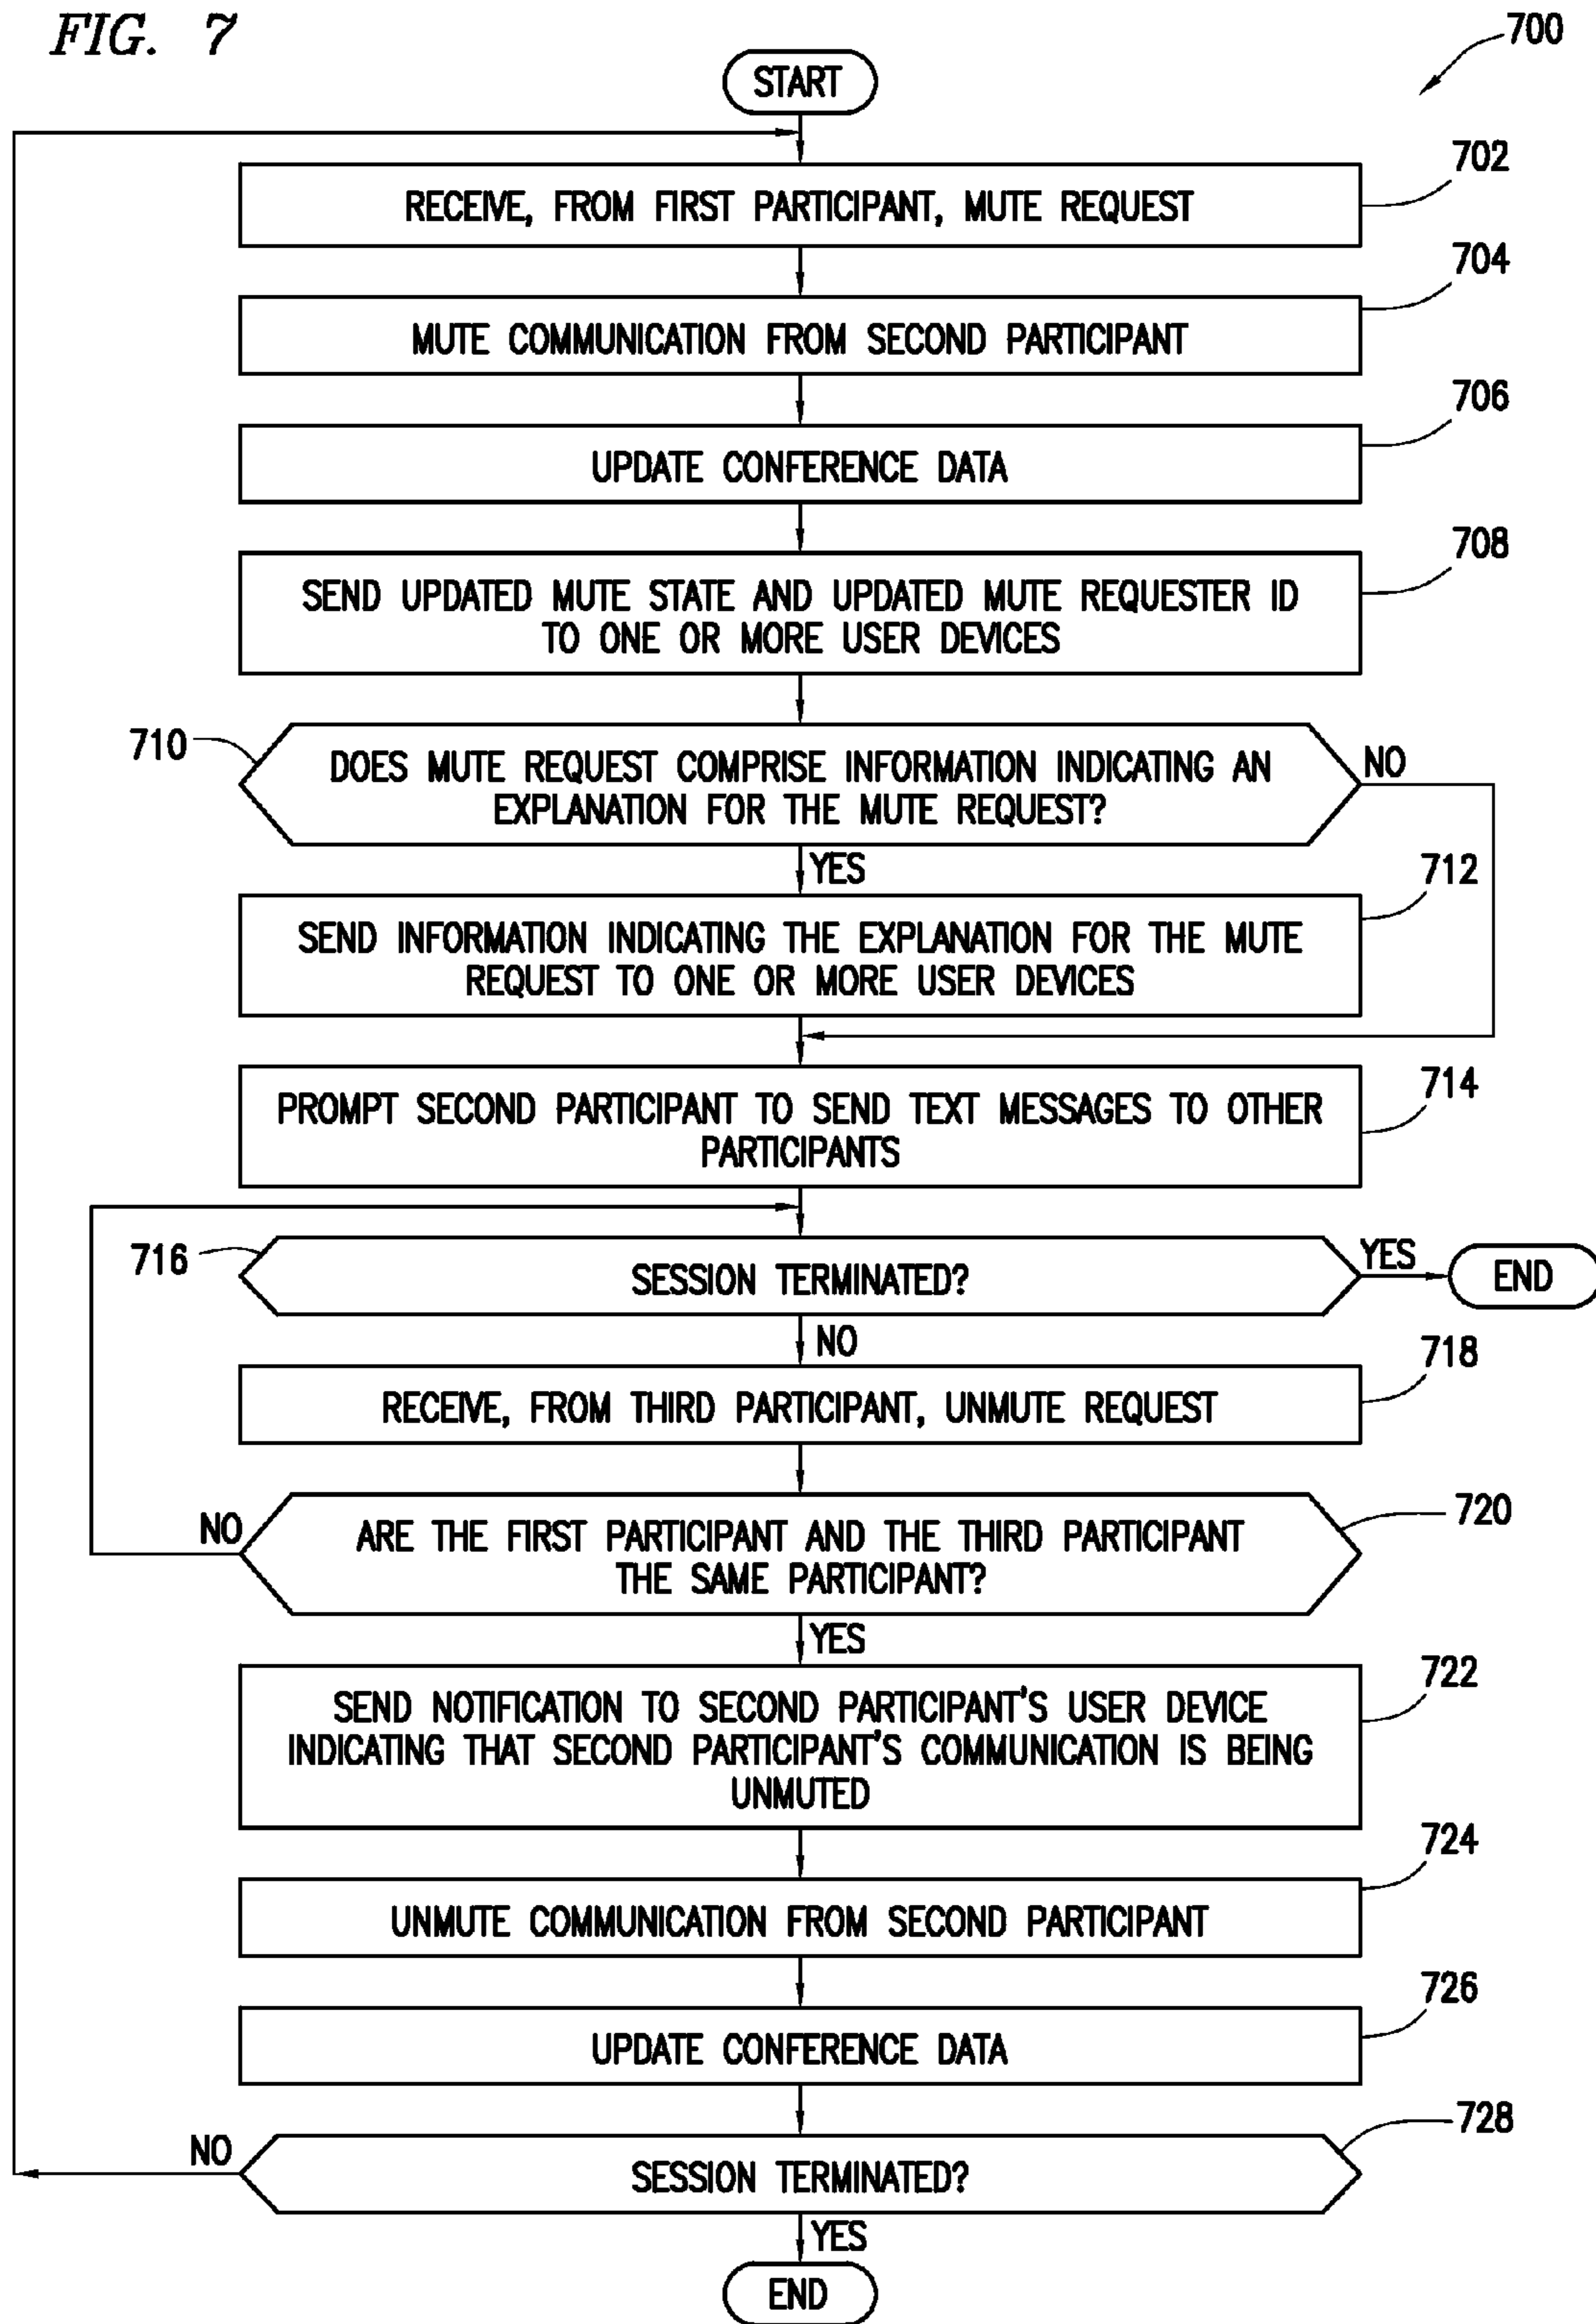 FIG. 7
700
START
702
RECEIVE, FROM FIRST PARTICIPANT, MUTE REQUEST
704
MUTE COMMUNICATION FROM SECOND PARTICIPANT
706
UPDATE CONFERENCE DATA
708
SEND UPDATED MUTE STATE AND UPDATED MUTE REQUESTER ID
TO ONE OR MORE USER DEVICES
710
DOES MUTE REQUEST COMPRISE INFORMATION INDICATING AN
EXPLANATION FOR THE MUTE REQUEST?
NO
YES
712
SEND INFORMATION INDICATING THE EXPLANATION FOR THE MUTE
REQUEST TO ONE OR MORE USER DEVICES
714
PROMPT SECOND PARTICIPANT TO SEND TEXT MESSAGES TO OTHER
PARTICIPANTS
716
SESSION TERMINATED?
YES
END
NO
718
RECEIVE, FROM THIRD PARTICIPANT, UNMUTE REQUEST
720
NO
ARE THE FIRST PARTICIPANT AND THE THIRD PARTICIPANT
THE SAME PARTICIPANT?
YES
722
SEND NOTIFICATION TO SECOND PARTICIPANT'S USER DEVICE
INDICATING THAT SECOND PARTICIPANT'S COMMUNICATION IS BEING
UNMUTED
724
UNMUTE COMMUNICATION FROM SECOND PARTICIPANT
726
UPDATE CONFERENCE DATA
728
NO
SESSION TERMINATED?
YES
END